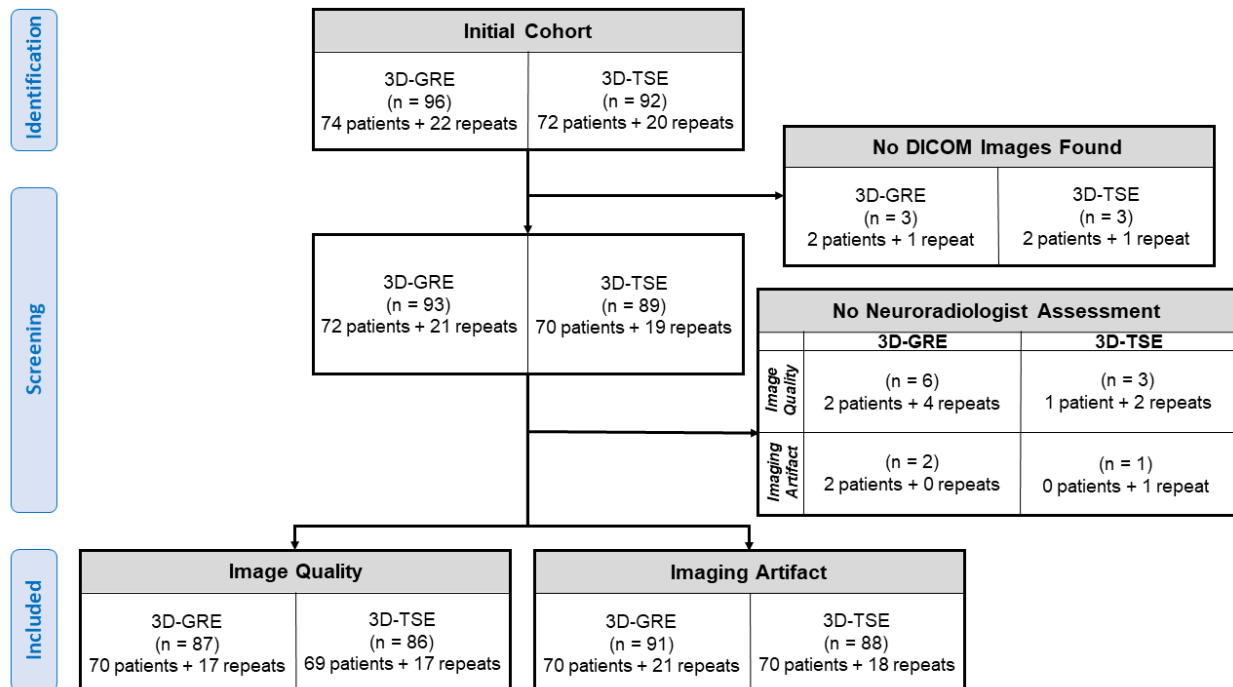 Identification
Initial Cohort
3D-GRE
(n = 96)
74 patients + 22 repeats
3D-TSE
(n = 92)
72 patients + 20 repeats
No DICOM Images Found
3D-GRE
(n = 3)
2 patients + 1 repeat
3D-TSE
(n = 3)
2 patients + 1 repeat
Screening
3D-GRE
(n = 93)
72 patients + 21 repeats
3D-TSE
(n = 89)
70 patients + 19 repeats
No Neuroradiologist Assessment
3D-GRE
3D-TSE
Image
Quality
(n = 6)
2 patients + 4 repeats
(n = 3)
1 patient + 2 repeats
Imaging
Artifact
(n = 2)
2 patients + 0 repeats
(n = 1)
0 patients + 1 repeat
Included
Image Quality
3D-GRE
(n = 87)
70 patients + 17 repeats
3D-TSE
(n = 86)
69 patients + 17 repeats
Imaging Artifact
3D-GRE
(n = 91)
70 patients + 21 repeats
3D-TSE
(n = 88)
70 patients + 18 repeats